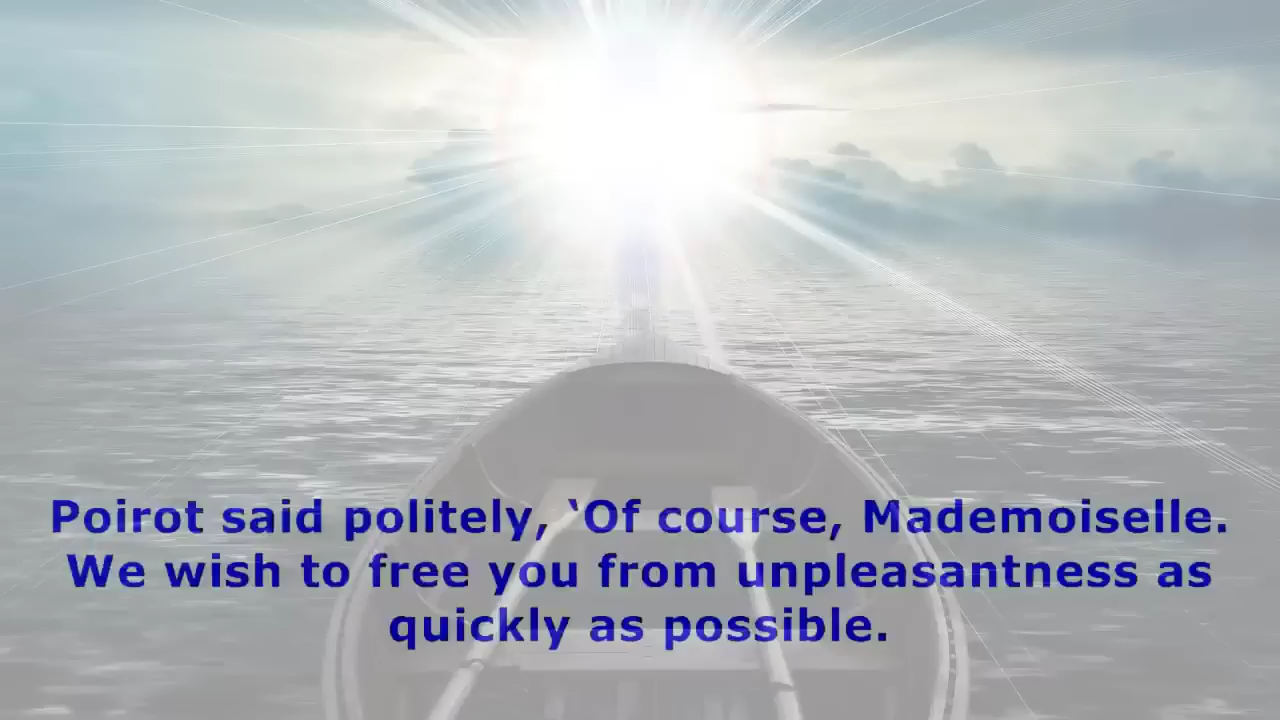 Poirot said politely, ‘Of course, Mademoiselle.
We wish to free you from unpleasantness as
quickly as possible.